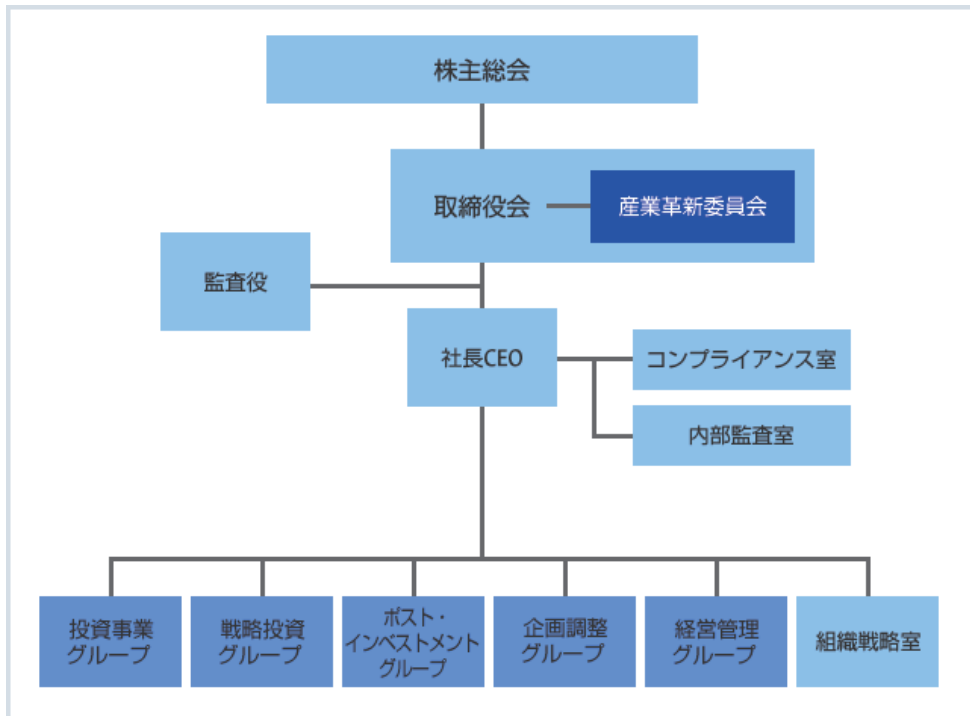 株主総会
取締役会
産業革新委員会
監査役
社長CEO
コンプライアンス室
内部監査室
投資事業
グループ
戦略投資
グループ
ポスト・
インベストメント
グループ
企画調整
グループ
経営管理
グループ
組織戦略室